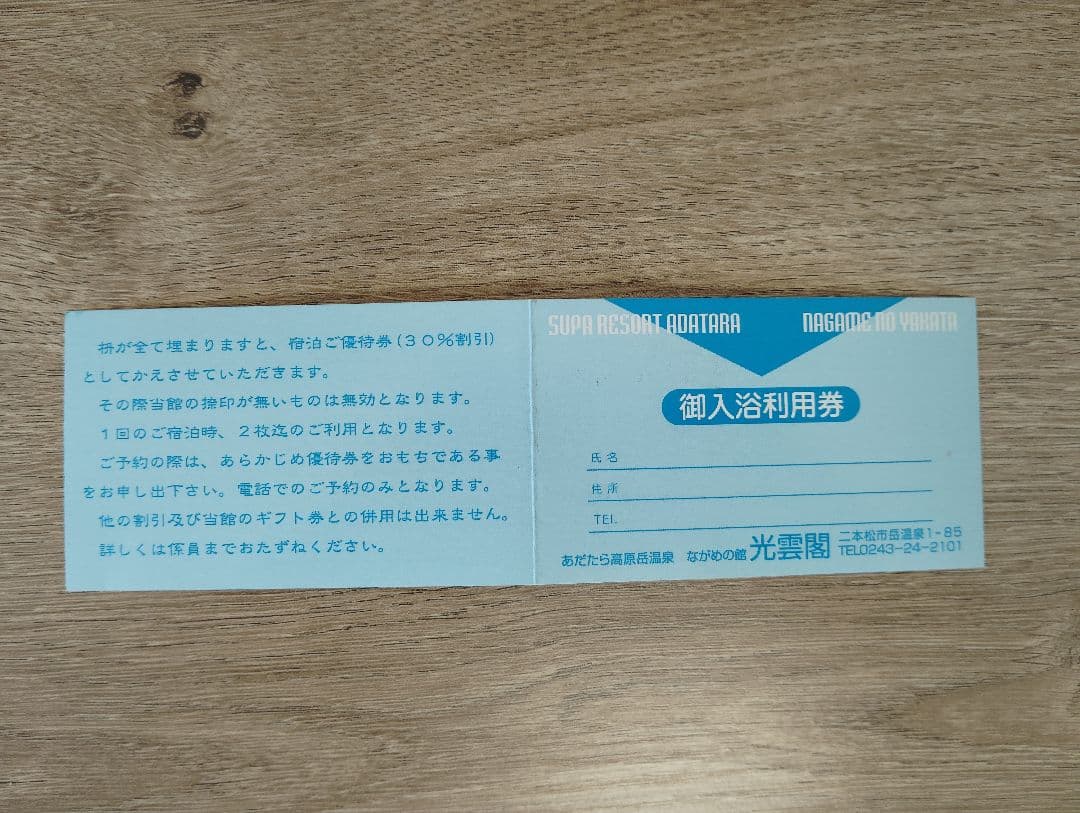 枡が全て埋まりますと、宿泊ご優待券(30%割引)
としてかえさせていただきます。
その際当館の捺印が無いものは無効となります。
1回のご宿泊時、2枚迄のご利用となります。
ご予約の際は、あらかじめ優待券をおもちである事
をお申し出下さい。電話でのご予約のみとなります。
他の割引及び当館のギフト券との併用は出来ません。
詳しくは係員までおたずねください。
SUPA RESORT ADATARA NAGAME NO YAKATA
御入浴利用券
氏名
住所
TEL
あだたら高原岳温泉 ながめの館 光雲閣 二本松市岳温泉1-85
TEL0243-24-2101